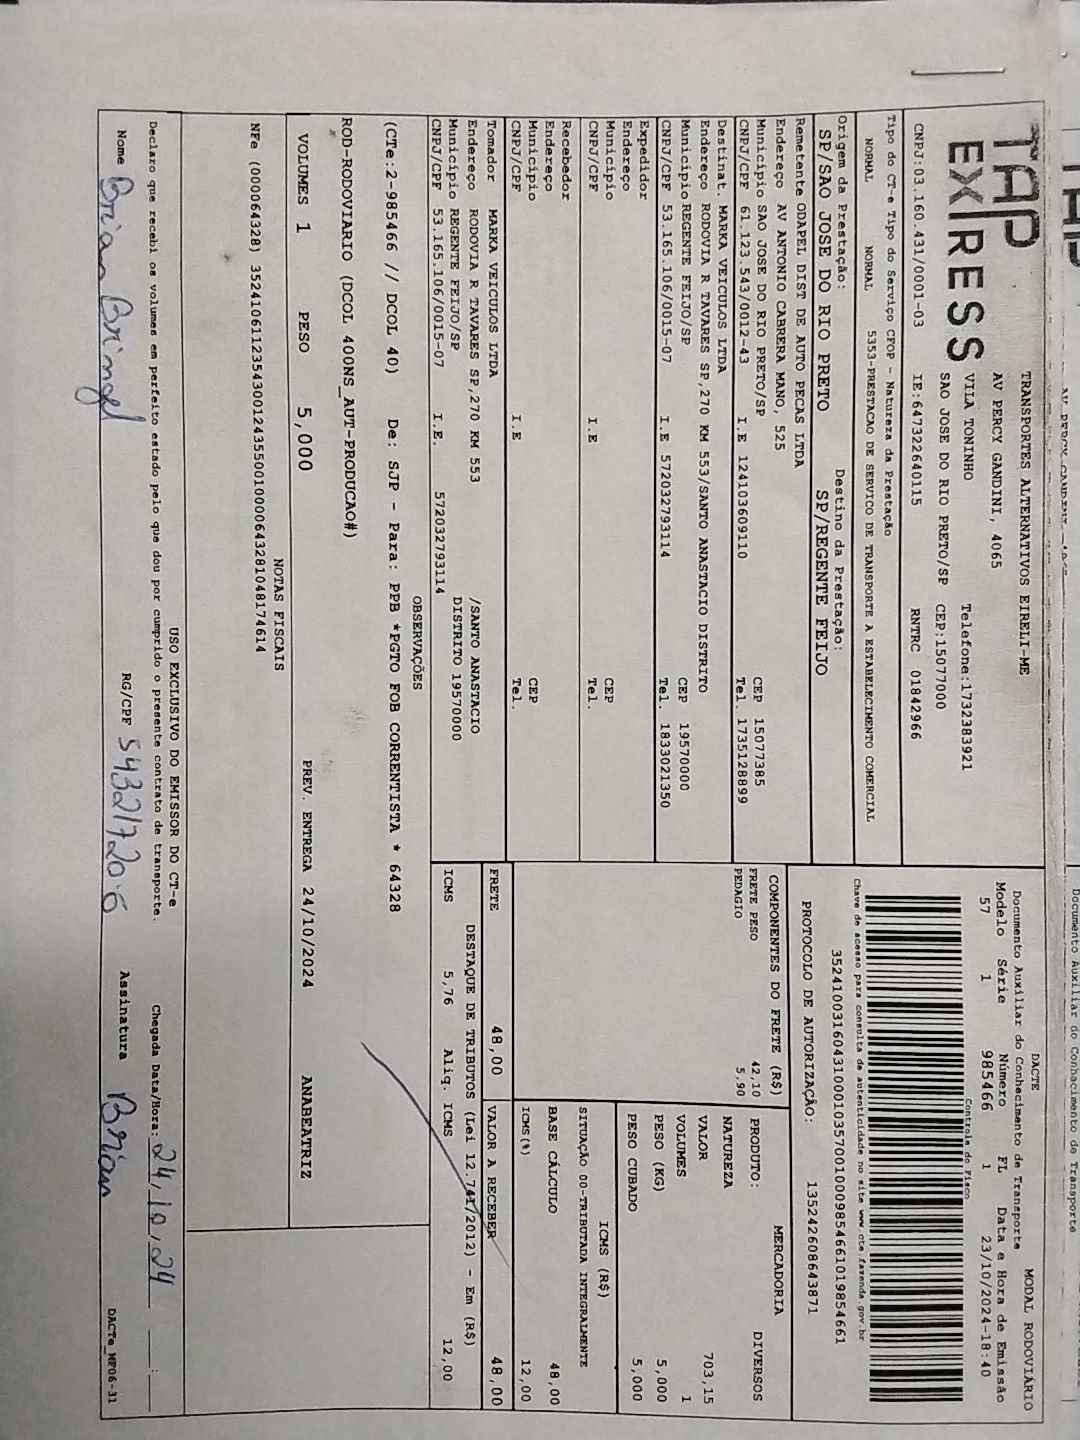 TAP EXPRESS
TRANSPORTES ALTERNATIVOS EIRELI-ME
AV PERCY GANDINI, 4065
VILA TONINHO Telefone:1732383921
SAO JOSE DO RIO PRETO/SP CEP:15077000
CNPJ:03.160.431/0001-03 IE:647322640115 RNTRC 01842966
DACTE MODAL RODOVIÁRIO
Documento Auxiliar do Conhecimento de Transporte
Modelo Série Número FL Data e Hora de Emissão
57 1 985466 1 23/10/2024-18:40
Controle do Fisco
Chave de acesso para consulta de autenticidade no site www.cte.fazenda.gov.br
35241003160431000103570010009854661019854661
PROTOCOLO DE AUTORIZAÇÃO: 135242608643871
Tipo do CT-e Tipo do Serviço CFOP - Natureza da Prestação
NORMAL NORMAL 5353-PRESTACAO DE SERVICO DE TRANSPORTE A ESTABELECIMENTO COMERCIAL
Origem da Prestação: Destino da Prestação:
SP/SAO JOSE DO RIO PRETO SP/REGENTE FEIJO
Remetente ODAPEL DIST DE AUTO PECAS LTDA
Endereço AV ANTONIO CABRERA MANO, 525
Município SAO JOSE DO RIO PRETO/SP CEP 15077385
CNPJ/CPF 61.123.543/0012-43 I.E 124103609110 Tel. 1735128899
Destinat. MARKA VEICULOS LTDA
Endereço RODOVIA R TAVARES SP,270 KM 553/SANTO ANASTACIO DISTRITO
Município REGENTE FEIJO/SP CEP 19570000
CNPJ/CPF 53.165.106/0015-07 I.E 572032793114 Tel. 1833021350
Expedidor
Endereço
Município CEP
CNPJ/CPF I.E Tel.
Recebedor
Endereço
Município CEP
CNPJ/CPF I.E Tel.
Tomador MARKA VEICULOS LTDA
Endereço RODOVIA R TAVARES SP,270 KM 553 /SANTO ANASTACIO
Município REGENTE FEIJO/SP DISTRITO 19570000
CNPJ/CPF 53.165.106/0015-07 I.E. 572032793114
COMPONENTES DO FRETE (R$)
FRETE PESO 42,10
PEDAGIO 5,90
MERCADORIA
PRODUTO: DIVERSOS
NATUREZA
VALOR 703,15
VOLUMES 1
PESO (KG) 5,000
PESO CUBADO 5,000
ICMS (R$)
SITUAÇÃO 00-TRIBUTADA INTEGRALMENTE
BASE CÁLCULO 48,00
ICMS(%) 12,00
FRETE 48,00 VALOR A RECEBER 48,00
DESTAQUE DE TRIBUTOS (Lei 12.741/2012) - Em (R$)
ICMS 5,76 Aliq. ICMS 12,00
OBSERVAÇÕES
(CTe:2-985466 // DCOL 40) De: SJP - Para: PPB *PGTO FOB CORRENTISTA * 64328
ROD-RODOVIARIO (DCOL 400NS_AUT-PRODUCAO#)
VOLUMES 1 PESO 5,000 PREV. ENTREGA 24/10/2024 ANABEATRIZ
NOTAS FISCAIS
NFe (000064328) 35241061123543001243550010000643281048174614
USO EXCLUSIVO DO EMISSOR DO CT-e
Declaro que recebi os volumes em perfeito estado pelo que dou por cumprido o presente contrato de transporte. Chegada Data/Hora: 24/10/24 :
Nome Brian Bringel RG/CPF Assinatura Brian
DACTe_MF06-31